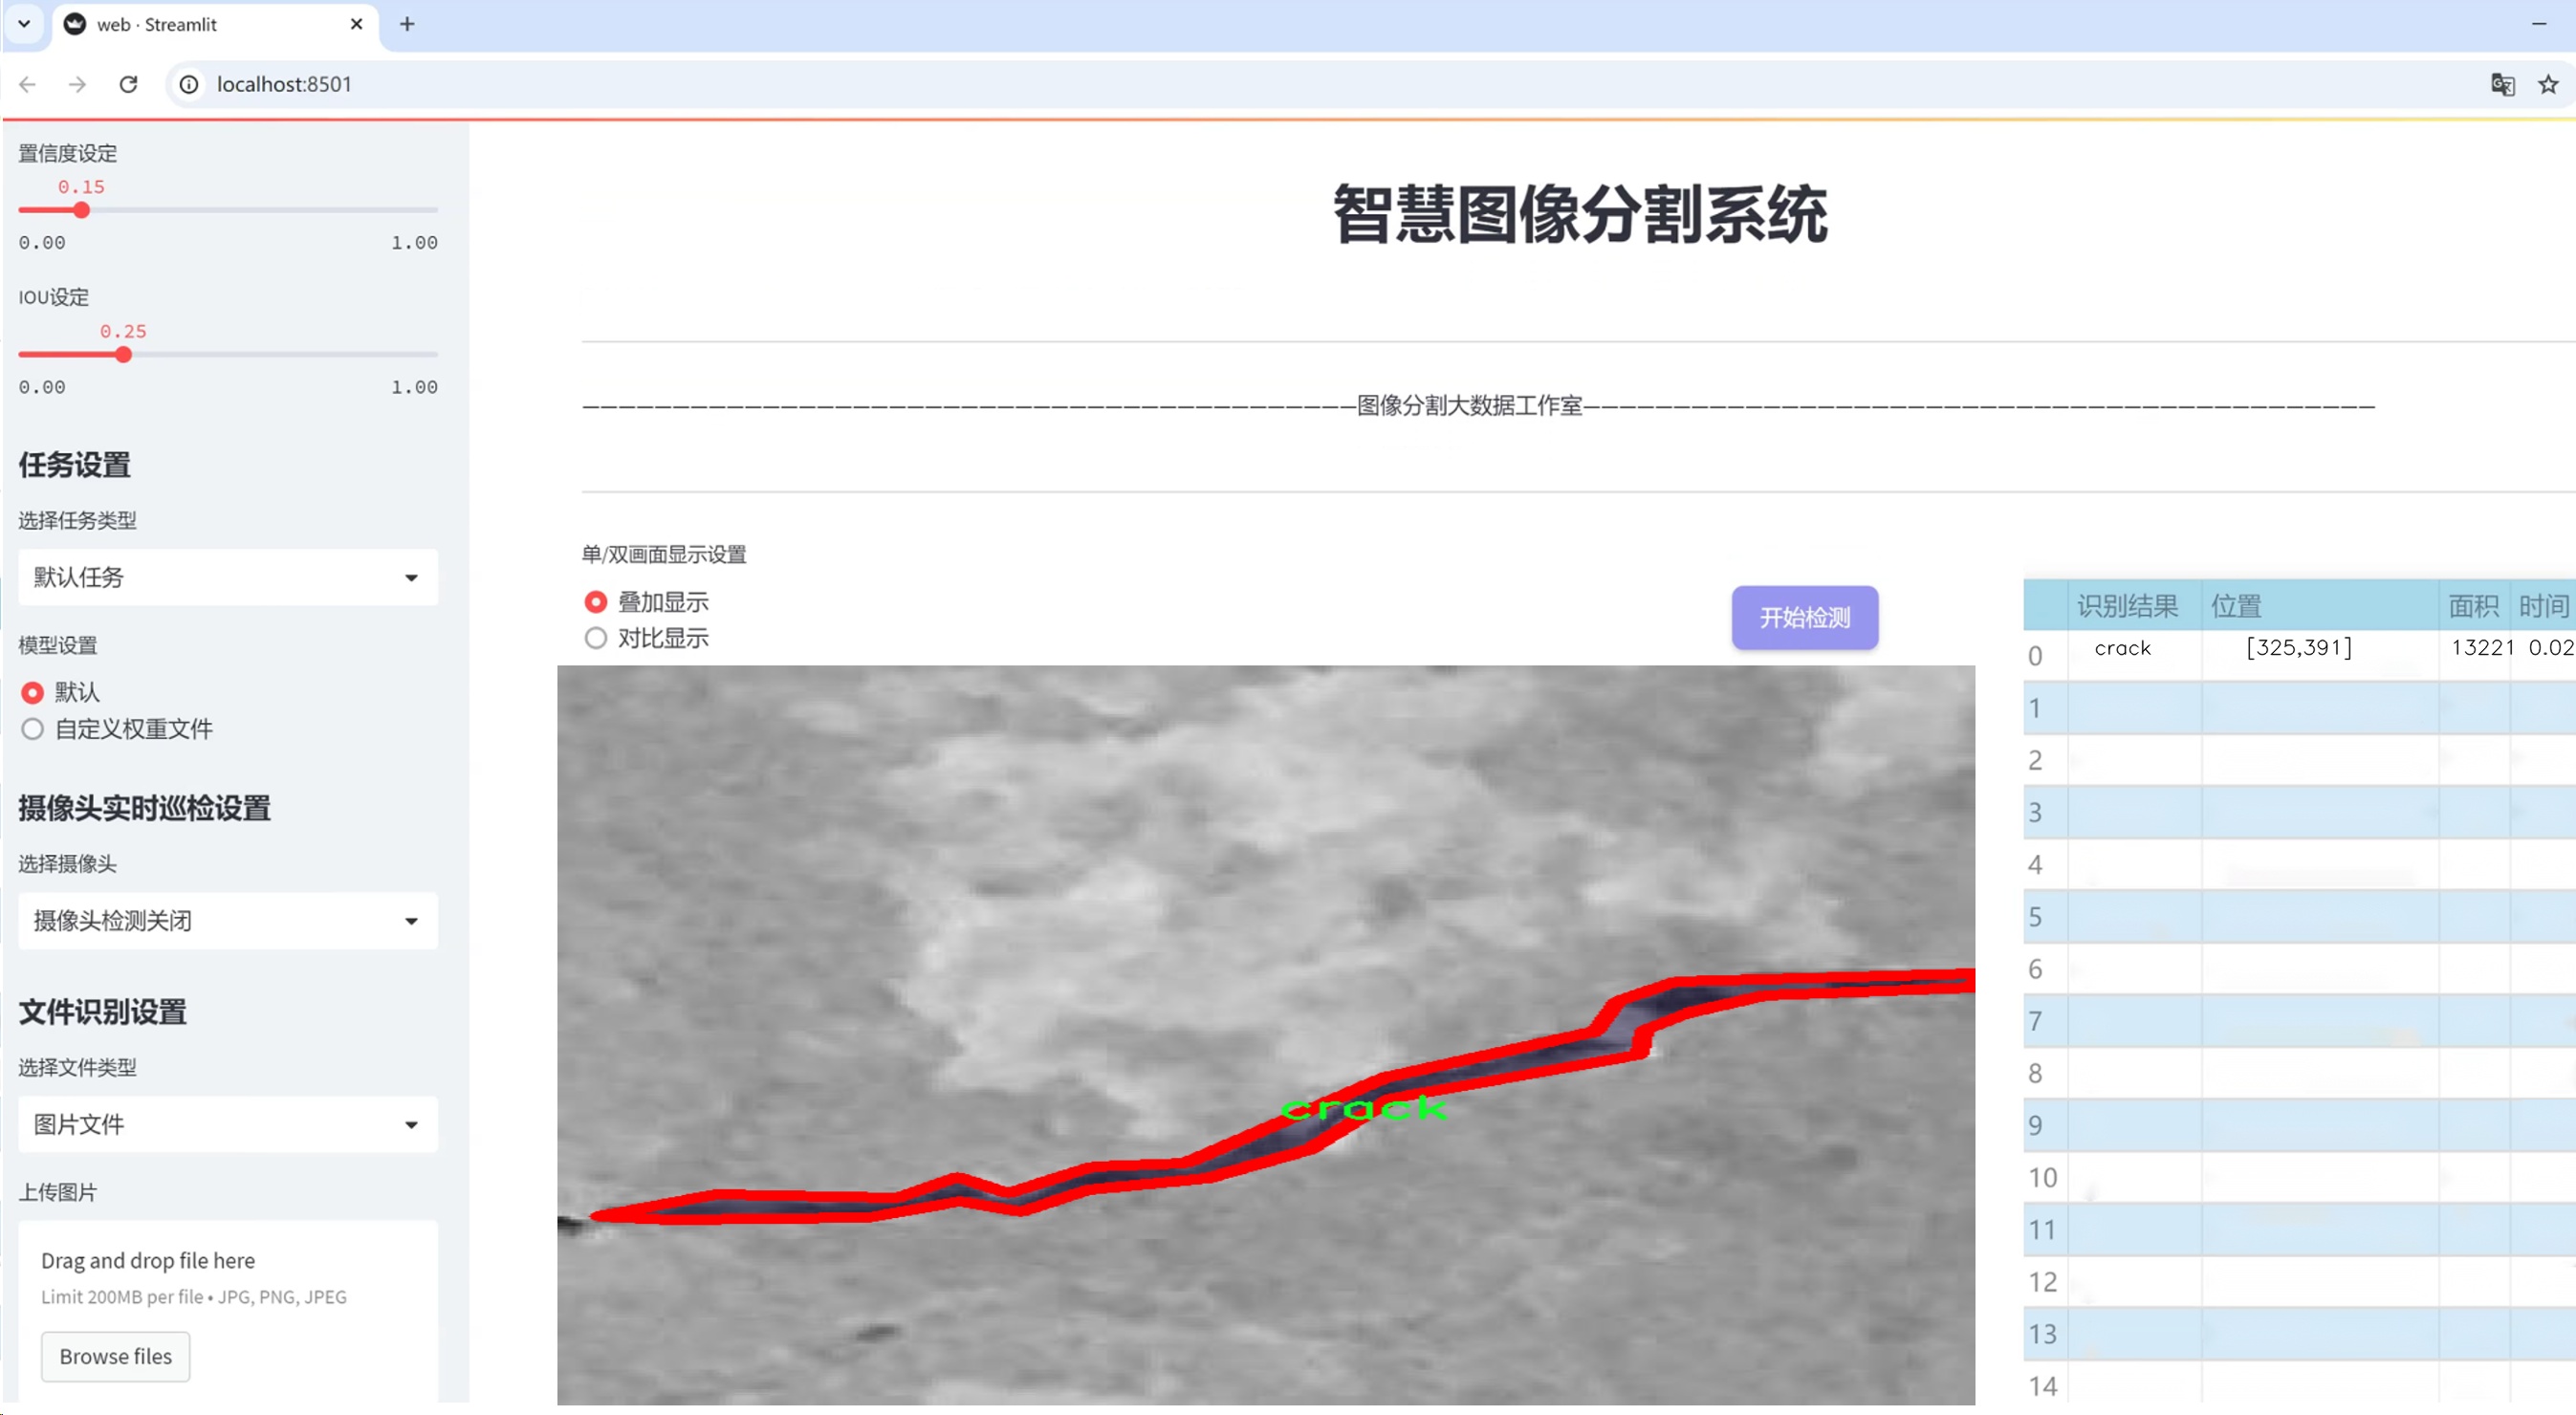 web · Streamlit
localhost:8501
置信度设定
0.15
0.00 1.00
IOU设定
0.25
0.00 1.00
任务设置
选择任务类型
默认任务
模型设置
默认
自定义权重文件
摄像头实时巡检设置
选择摄像头
摄像头检测关闭
文件识别设置
选择文件类型
图片文件
上传图片
Drag and drop file here
Limit 200MB per file • JPG, PNG, JPEG
Browse files
智慧图像分割系统
———————————————————————————————————————————图像分割大数据工作室————————————————————————————————————————————
单/双画面显示设置
叠加显示
对比显示
开始检测
crack
识别结果 位置 面积 时间
0 crack [325,391] 13221 0.02
1
2
3
4
5
6
7
8
9
10
11
12
13
14